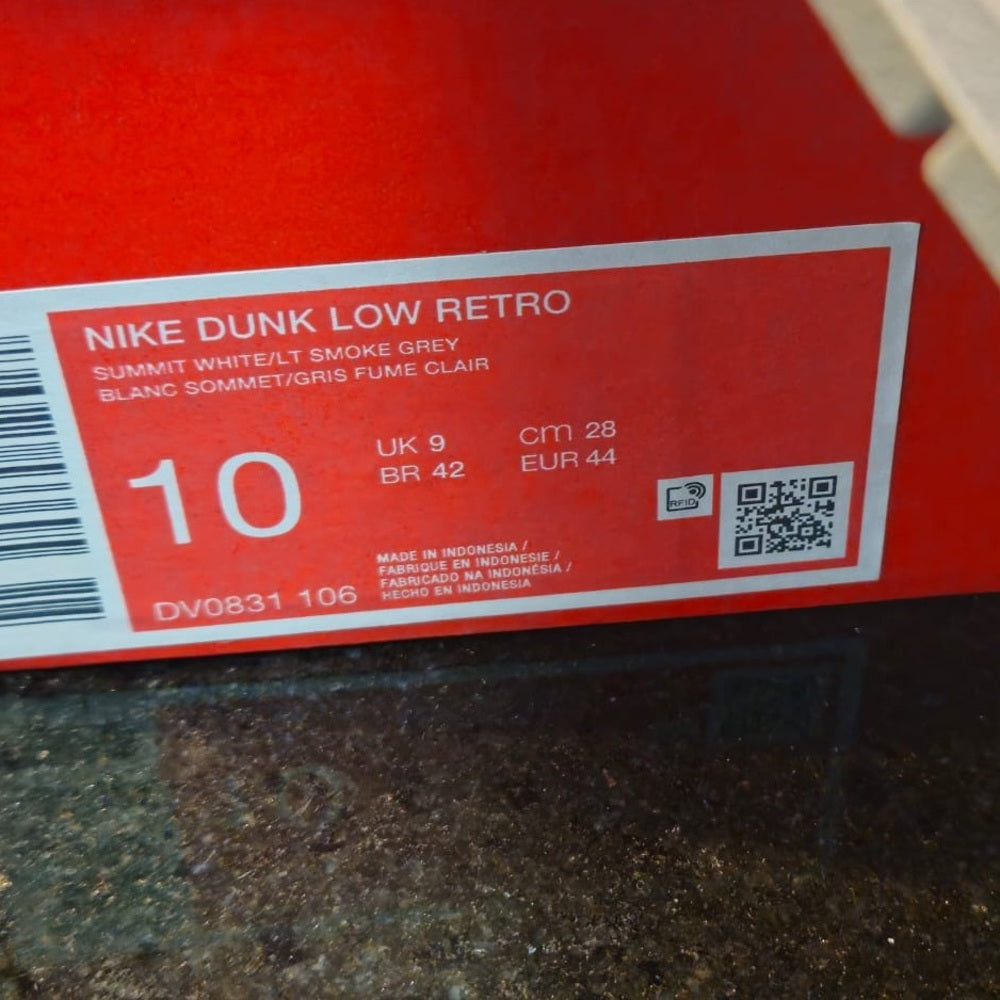 NIKE DUNK LOW RETRO
SUMMIT WHITE/LT SMOKE GREY
BLANC SOMMET/GRIS FUME CLAIR
10
UK 9
BR 42
cm 28
EUR 44
RFID
MADE IN INDONESIA /
FABRIQUE EN INDONESIE /
FABRICADO NA INDONÉSIA /
HECHO EN INDONESIA
DV0831 106